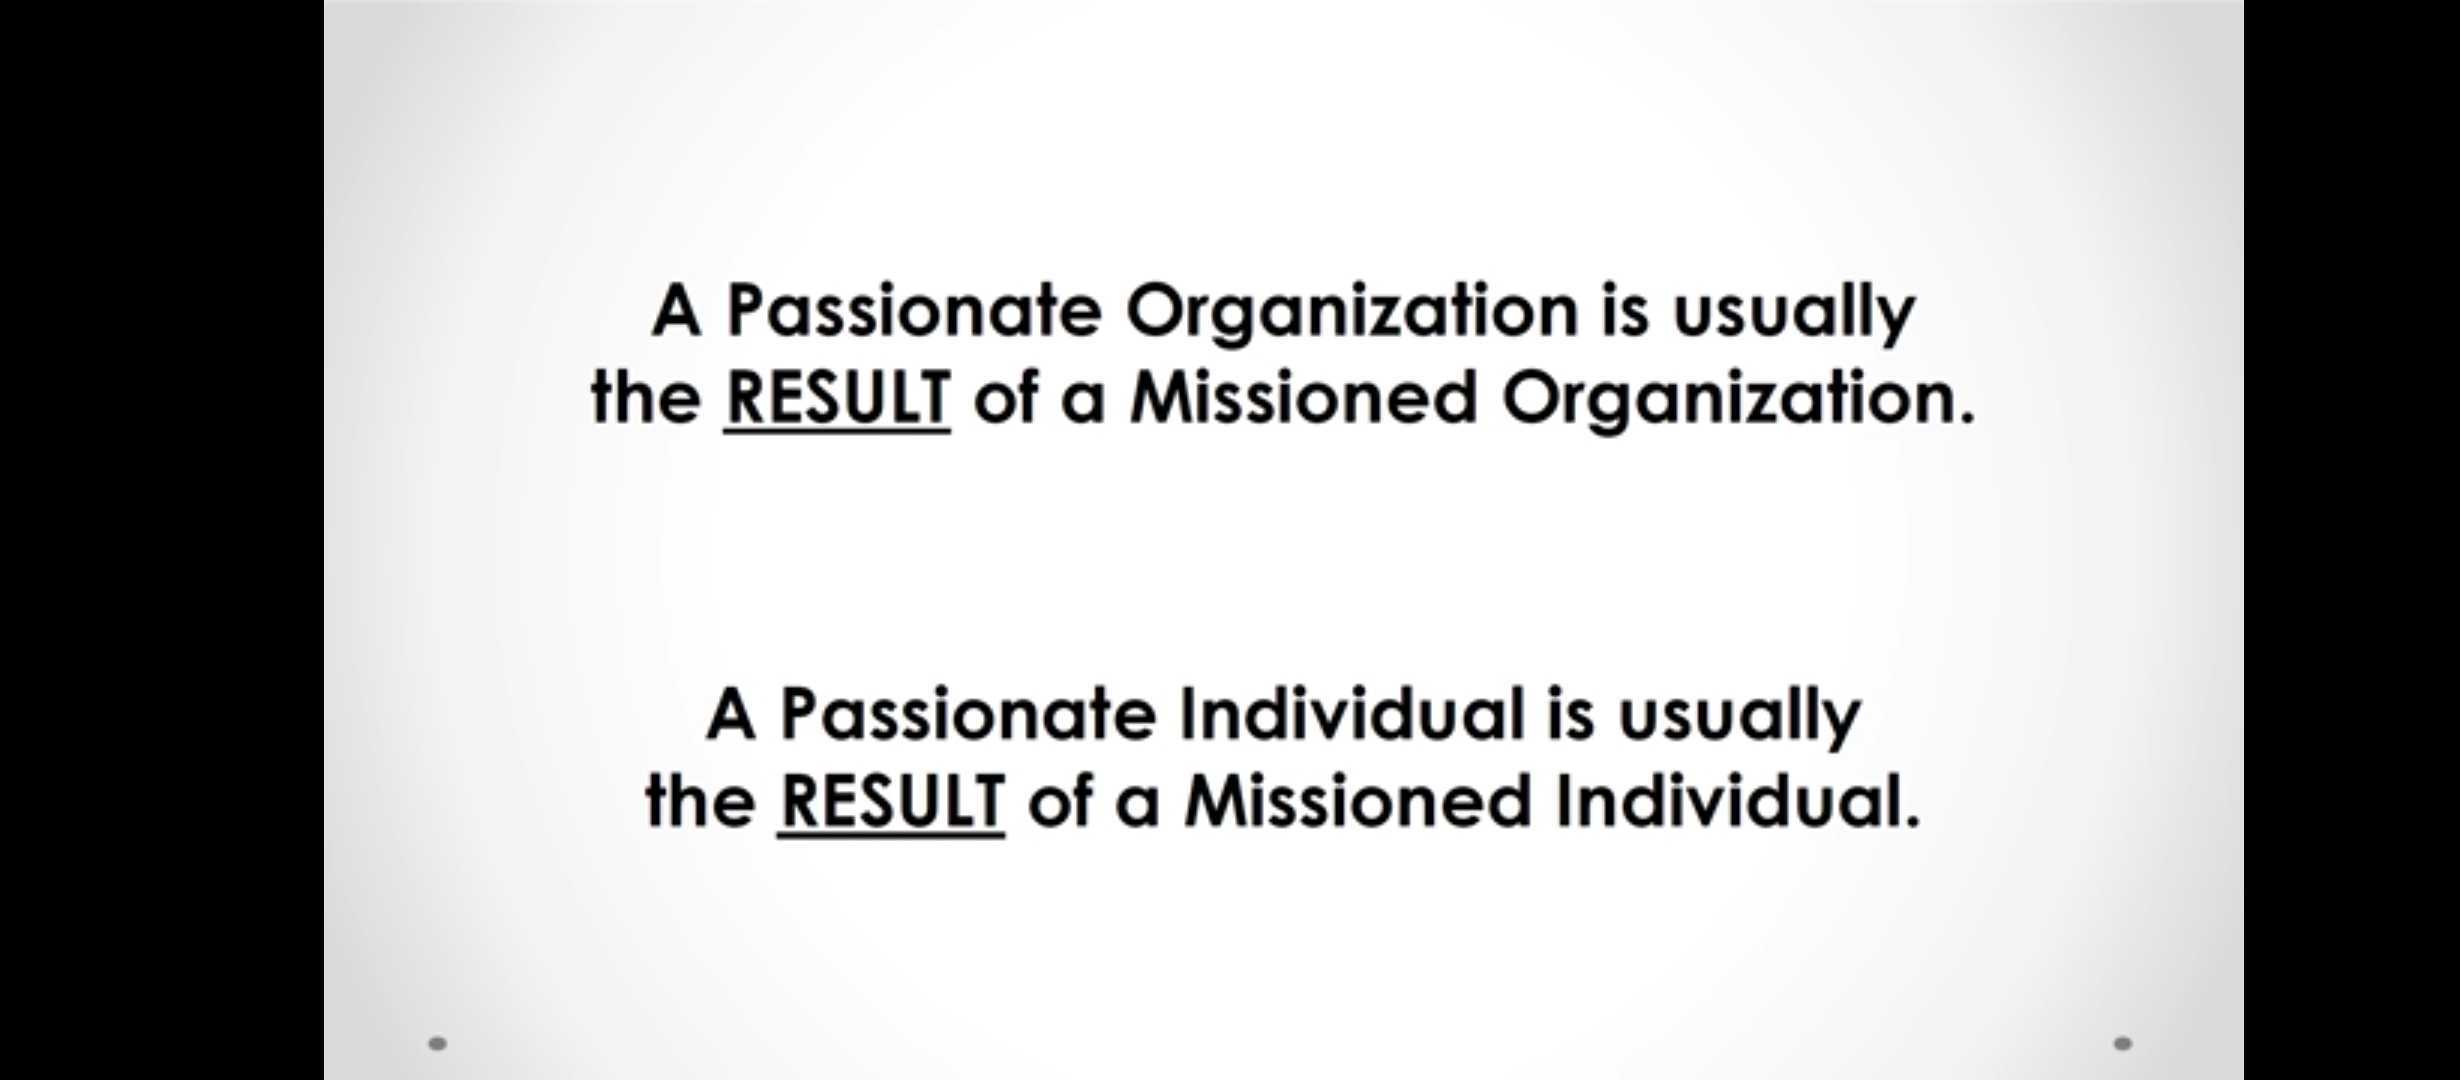 A Passionate Organization is usually
the RESULT of a Missioned Organization.
A Passionate Individual is usually
the RESULT of a Missioned Individual.